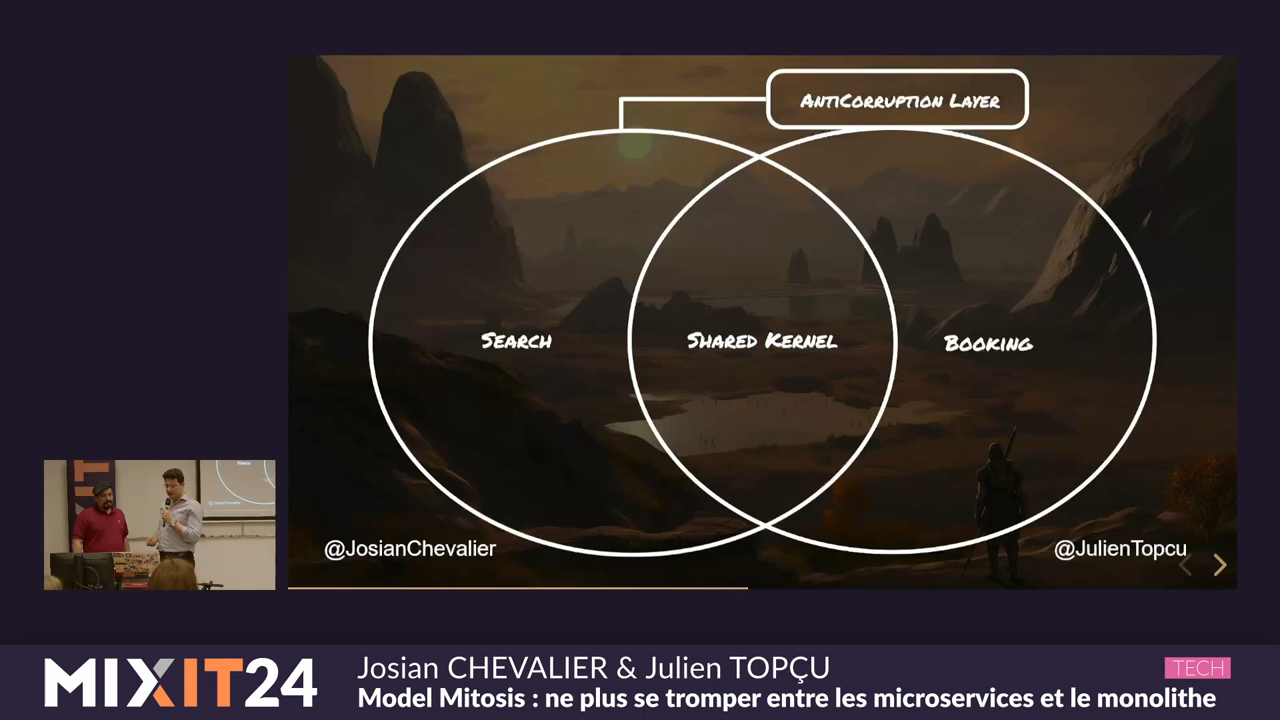 AntiCorruption Layer
Search
Shared Kernel
Booking
@JosianChevalier
@JulienTopcu
MIXIT24
Josian CHEVALIER & Julien TOPÇU
TECH
Model Mitosis : ne plus se tromper entre les microservices et le monolithe